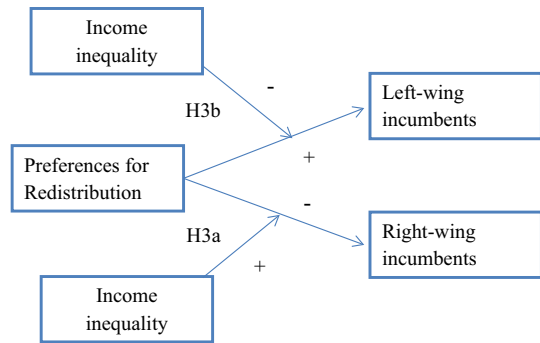 Income
inequality
-
H3b
Left-wing
incumbents
+
Preferences for
Redistribution
-
H3a
+
Right-wing
incumbents
Income
inequality